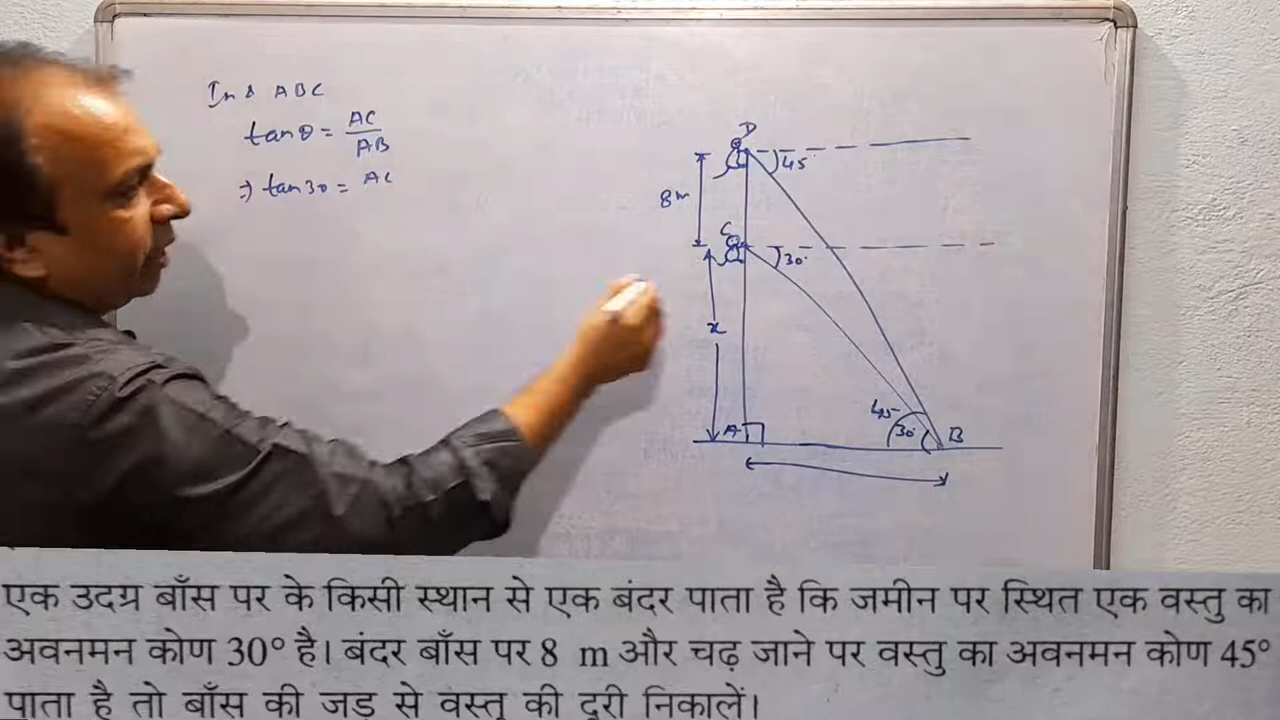 In Δ ABC
tanθ = AC/AB
⇒ tan30 = AC
D
45°
8m
C
30°
x
45
30°
A
B
एक उदग्र बाँस पर के किसी स्थान से एक बंदर पाता है कि जमीन पर स्थित एक वस्तु का
अवनमन कोण 30° है। बंदर बाँस पर 8 m और चढ़ जाने पर वस्तु का अवनमन कोण 45°
पाता है तो बाँस की जड़ से वस्तु की दूरी निकालें।